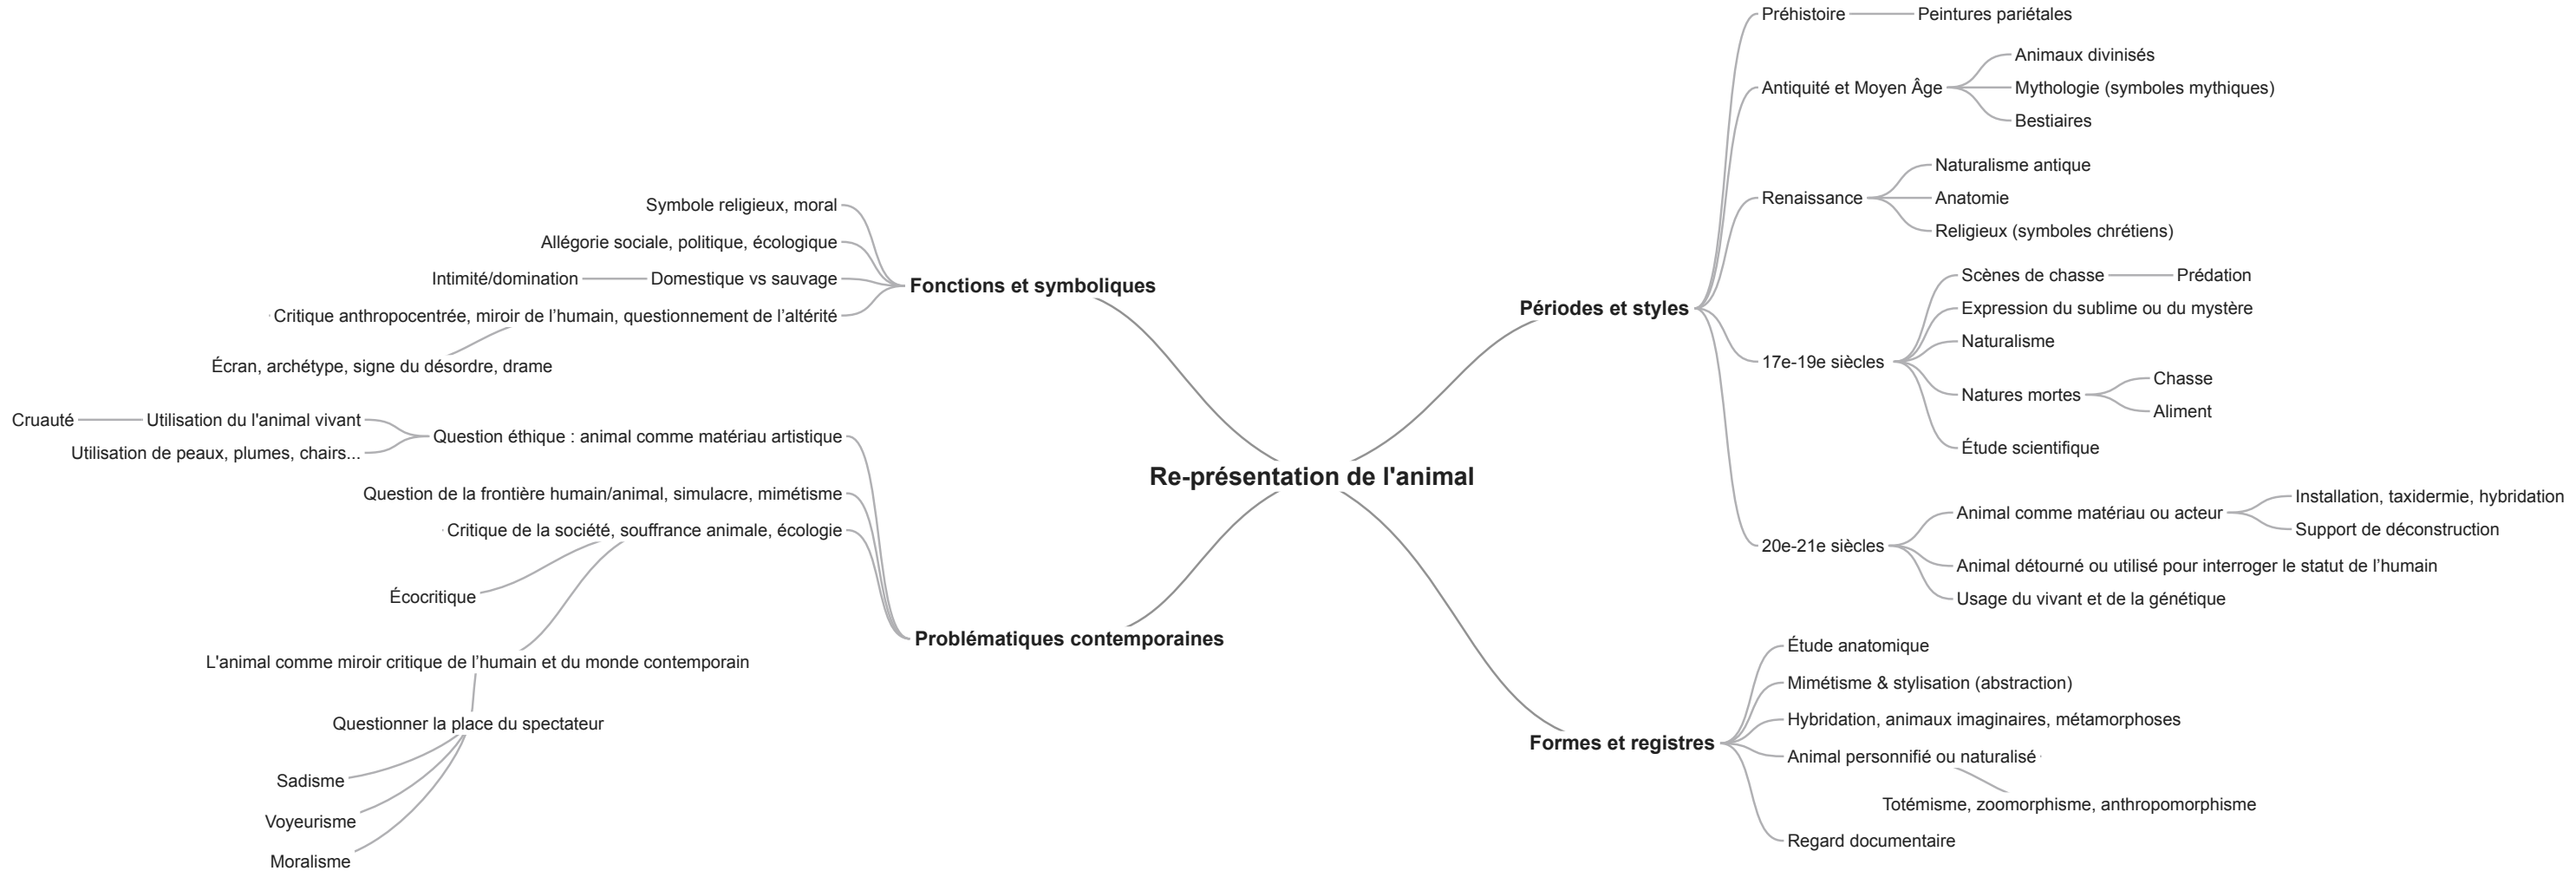 Re-présentation de l'animal
Périodes et styles
Préhistoire
Peintures pariétales
Antiquité et Moyen Âge
Animaux divinisés
Mythologie (symboles mythiques)
Bestiaires
Renaissance
Naturalisme antique
Anatomie
Religieux (symboles chrétiens)
17e-19e siècles
Scènes de chasse
Prédation
Expression du sublime ou du mystère
Naturalisme
Natures mortes
Chasse
Aliment
Étude scientifique
20e-21e siècles
Animal comme matériau ou acteur
Installation, taxidermie, hybridation
Support de déconstruction
Animal détourné ou utilisé pour interroger le statut de l’humain
Usage du vivant et de la génétique
Formes et registres
Étude anatomique
Mimétisme & stylisation (abstraction)
Hybridation, animaux imaginaires, métamorphoses
Animal personnifié ou naturalisé
Totémisme, zoomorphisme, anthropomorphisme
Regard documentaire
Fonctions et symboliques
Symbole religieux, moral
Allégorie sociale, politique, écologique
Domestique vs sauvage
Intimité/domination
Critique anthropocentrée, miroir de l’humain, questionnement de l’altérité
Écran, archétype, signe du désordre, drame
Problématiques contemporaines
Question éthique : animal comme matériau artistique
Utilisation du l'animal vivant
Cruauté
Utilisation de peaux, plumes, chairs...
Question de la frontière humain/animal, simulacre, mimétisme
Critique de la société, souffrance animale, écologie
Écocritique
L'animal comme miroir critique de l’humain et du monde contemporain
Questionner la place du spectateur
Sadisme
Voyeurisme
Moralisme